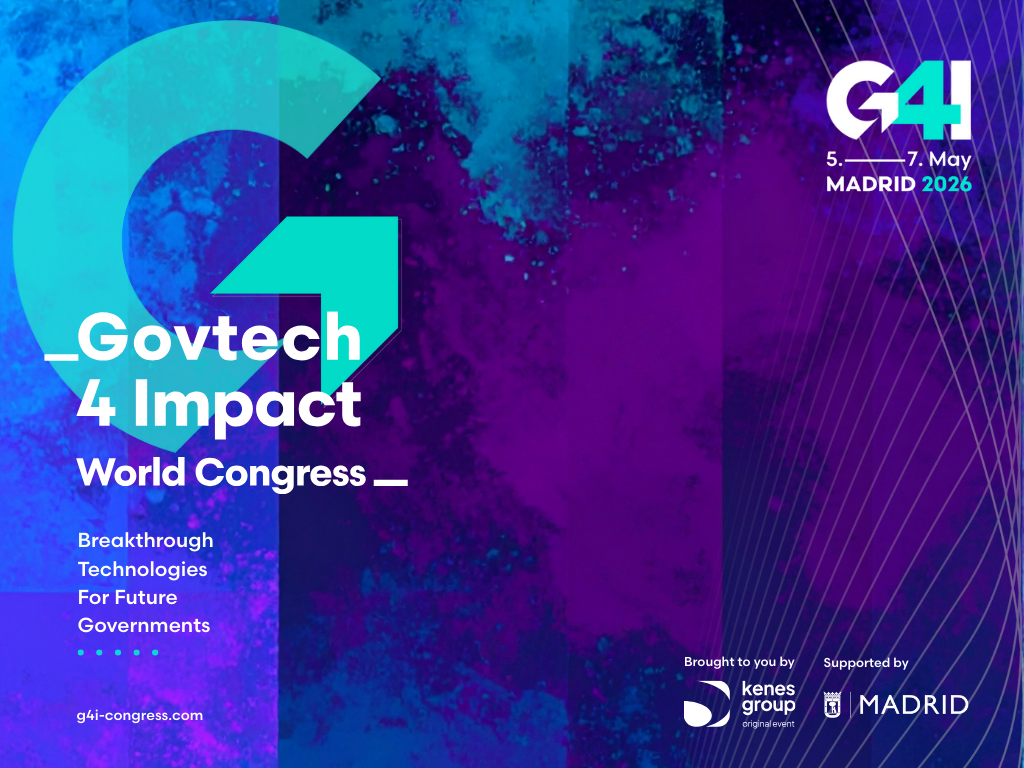 G4I
5.——7. May
MADRID 2026
_Govtech
4 Impact
World Congress_
Breakthrough
Technologies
For Future
Governments
g4i-congress.com
Brought to you by
kenes
group
original event
Supported by
MADRID